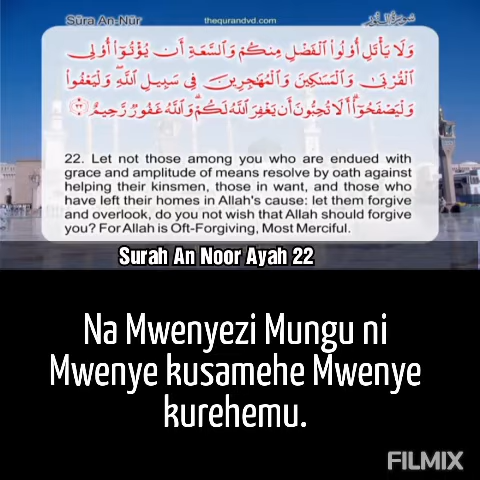 Sūra An-Nūr
thequrandvd.com
وَلَا يَأْتَلِ أُو۟لُوا۟ ٱلْفَضْلِ مِنكُمْ وَٱلسَّعَةِ أَن يُؤْتُوٓا۟ أُو۟لِى
ٱلْقُرْبَىٰ وَٱلْمَسَـٰكِينَ وَٱلْمُهَـٰجِرِينَ فِى سَبِيلِ ٱللَّهِ ۖ وَلْيَعْفُوا۟
وَلْيَصْفَحُوٓا۟ ۗ أَلَا تُحِبُّونَ أَن يَغْفِرَ ٱللَّهُ لَكُمْ ۗ وَٱللَّهُ غَفُورٌ رَّحِيمٌ ٢٢
22. Let not those among you who are endued with
grace and amplitude of means resolve by oath against
helping their kinsmen, those in want, and those who
have left their homes in Allah's cause: let them forgive
and overlook, do you not wish that Allah should forgive
you? For Allah is Oft-Forgiving, Most Merciful.
Surah An Noor Ayah 22
Na Mwenyezi Mungu ni
Mwenye kusamehe Mwenye
kurehemu.
FILMIX